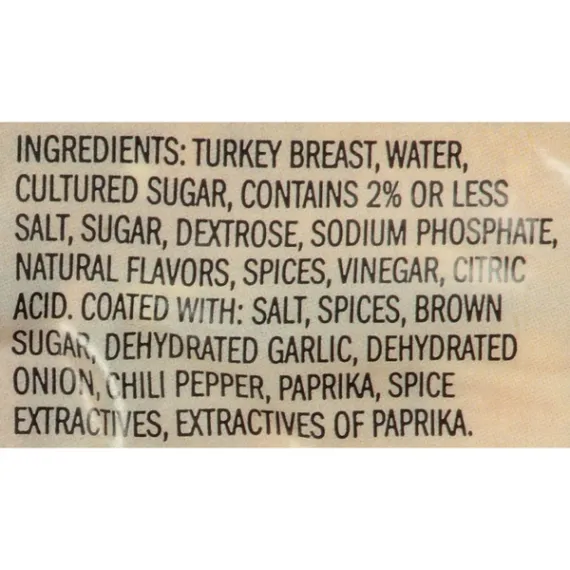 INGREDIENTS: TURKEY BREAST, WATER,
CULTURED SUGAR, CONTAINS 2% OR LESS
SALT, SUGAR, DEXTROSE, SODIUM PHOSPHATE,
NATURAL FLAVORS, SPICES, VINEGAR, CITRIC
ACID. COATED WITH: SALT, SPICES, BROWN
SUGAR, DEHYDRATED GARLIC, DEHYDRATED
ONION, CHILI PEPPER, PAPRIKA, SPICE
EXTRACTIVES, EXTRACTIVES OF PAPRIKA.